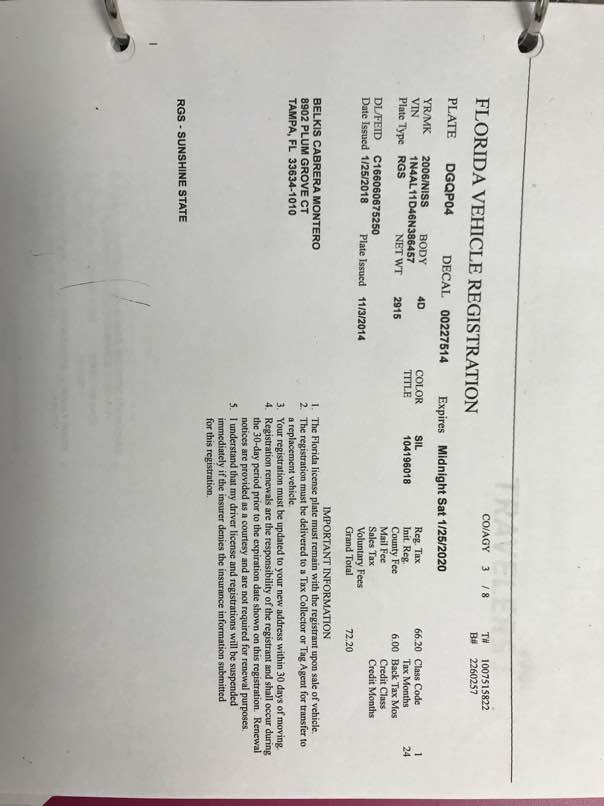 CO/AGY 3 / 8 T# 1007515822
B# 2260257
FLORIDA VEHICLE REGISTRATION
PLATE DGQP04 DECAL 00227514 Expires Midnight Sat 1/25/2020
YR/MK 2006/NISS BODY 4D COLOR SIL Reg. Tax 66.20 Class Code 1
VIN 1N4AL11D46N386457 TITLE 104196018 Init. Reg. Tax Months 24
Plate Type RGS NET WT 2915 County Fee 6.00 Back Tax Mos
Mail Fee Credit Class
DL/FEID C166060675250 Sales Tax Credit Months
Date Issued 1/25/2018 Plate Issued 11/3/2014 Voluntary Fees
Grand Total 72.20
IMPORTANT INFORMATION
BELKIS CABRERA MONTERO
8902 PLUM GROVE CT
TAMPA, FL 33634-1010
1. The Florida license plate must remain with the registrant upon sale of vehicle.
2. The registration must be delivered to a Tax Collector or Tag Agent for transfer to
a replacement vehicle.
3. Your registration must be updated to your new address within 30 days of moving.
4. Registration renewals are the responsibility of the registrant and shall occur during
the 30-day period prior to the expiration date shown on this registration. Renewal
notices are provided as a courtesy and are not required for renewal purposes.
5. I understand that my driver license and registrations will be suspended
immediately if the insurer denies the insurance information submitted
for this registration.
RGS - SUNSHINE STATE